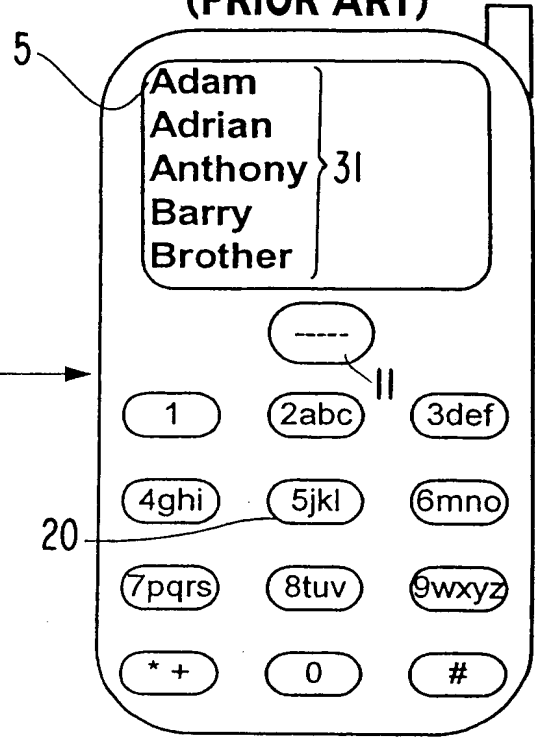 (PRIOR ART)
5
Adam
Adrian
Anthony
Barry
Brother
31
-----
11
1 2abc 3def
4ghi 5jkl 6mno
20
7pqrs 8tuv 9wxyz
* + 0 #